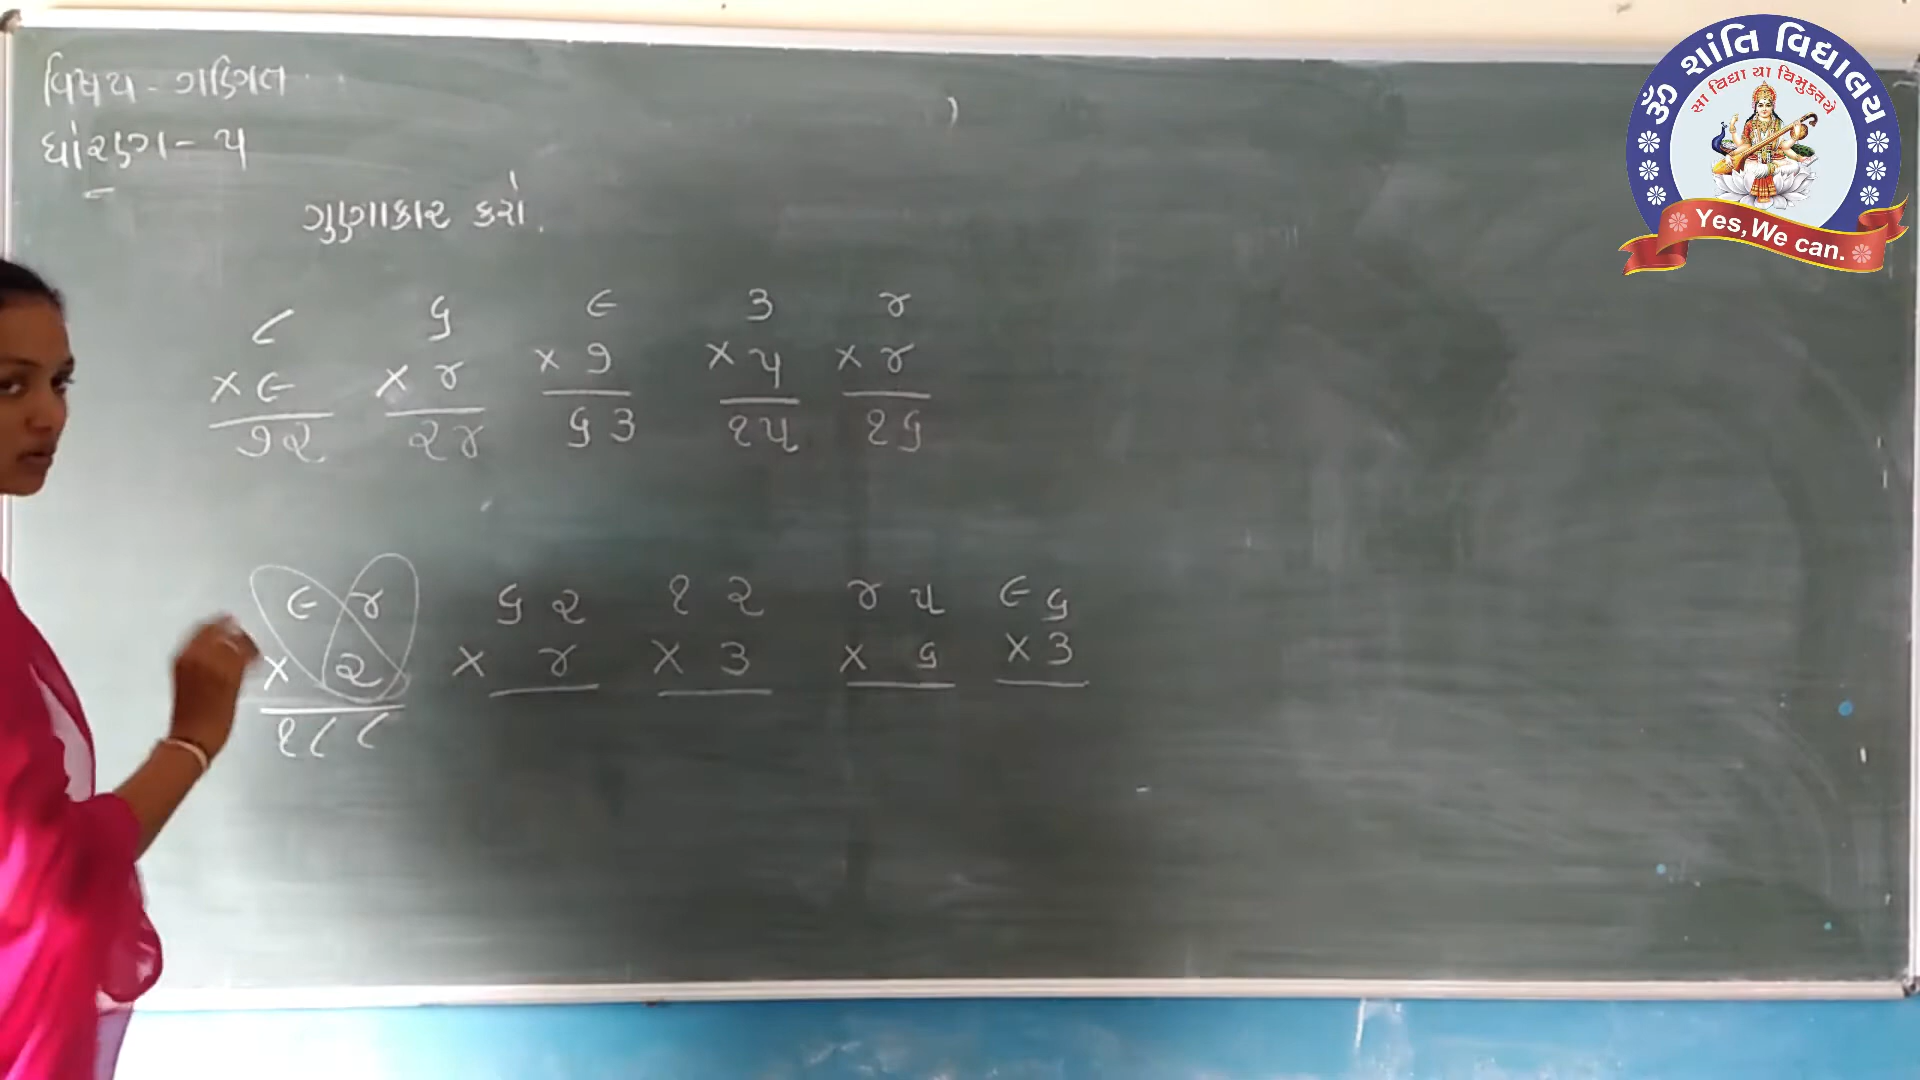 વિષય - ગણિત
ધોરણ - ૫
ગુણાકાર કરો.
૮ ૬ ૯ ૩ ૪
× ૯ × ૪ × ૭ × ૫ × ૪
૭૨ ૨૪ ૬૩ ૧૫ ૧૬
૯૪ ૬૨ ૧૨ ૪૫ ૯૬
× ૨ × ૪ × ૩ × ૬ × ૩
૧૮૮
ૐ શાંતિ વિદ્યાલય
સા વિદ્યા યા વિમુક્તયે
Yes, We can.